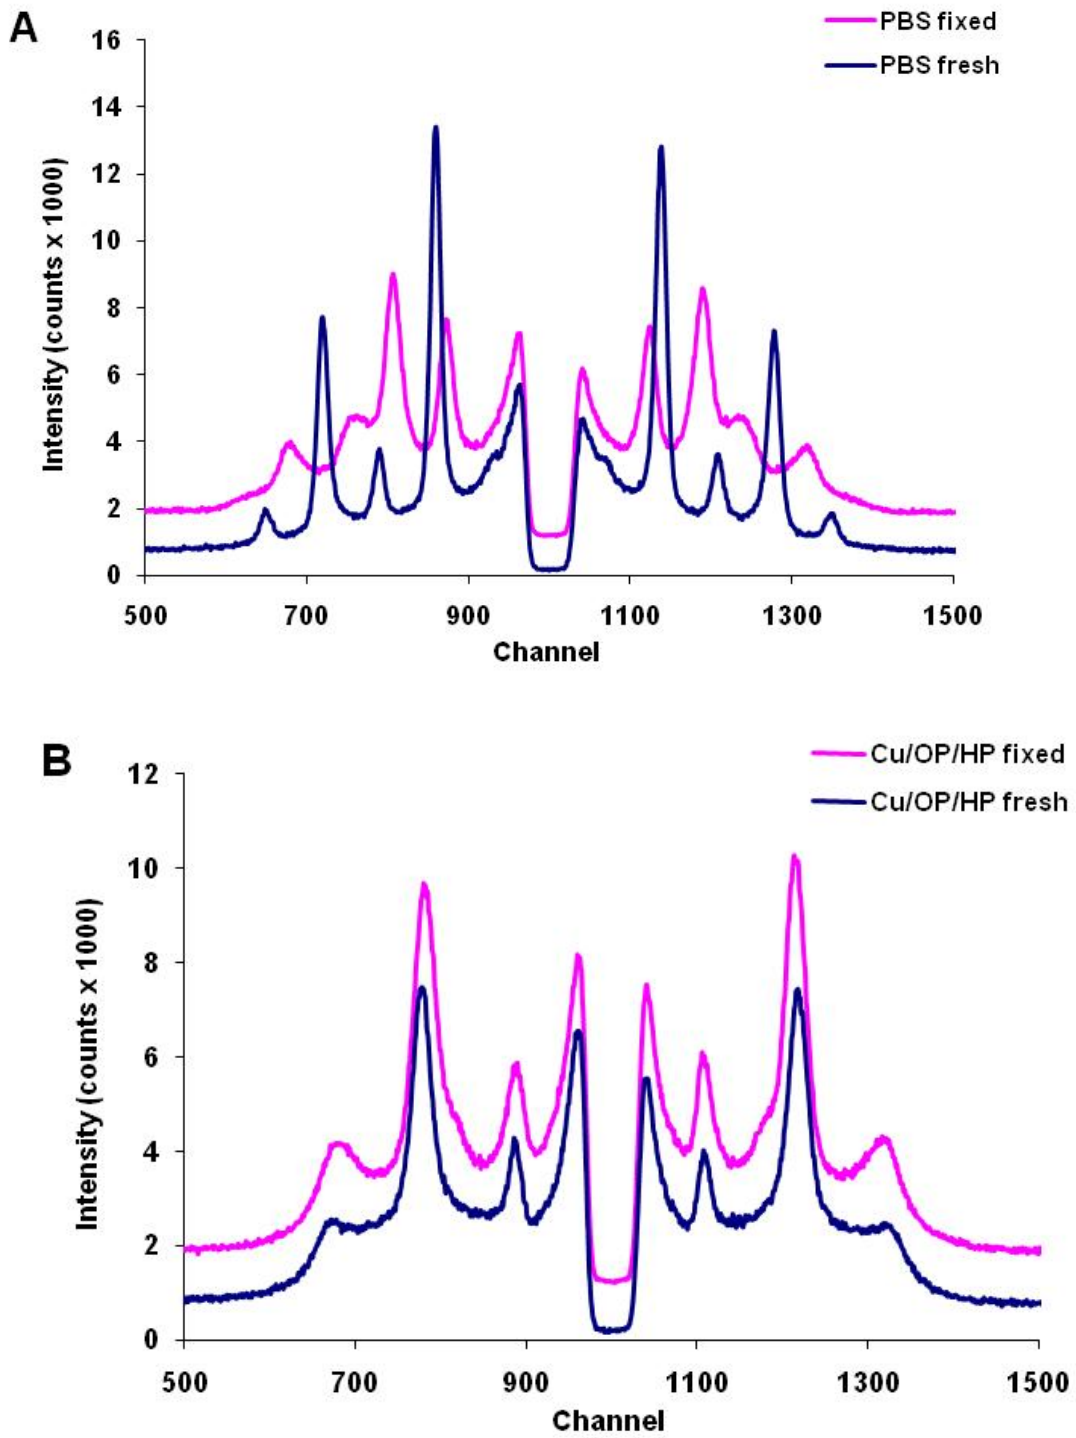 A
PBS fixed
PBS fresh
16
14
12
10
8
6
4
2
0
Intensity (counts x 1000)
500 700 900 1100 1300 1500
Channel
B
Cu/OP/HP fixed
Cu/OP/HP fresh
12
10
8
6
4
2
0
Intensity (counts x 1000)
500 700 900 1100 1300 1500
Channel